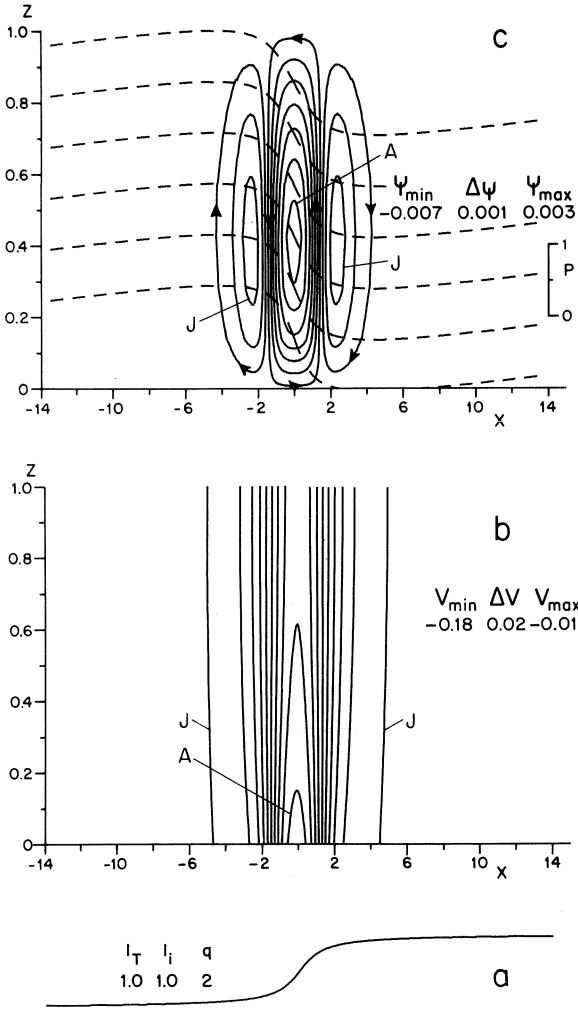 Z
c
1.0
0.8
0.6
0.4
0.2
0
A
Ψmin ΔΨ Ψmax
-0.007 0.001 0.003
1
P
0
J
J
-14 -10 -6 -2 2 6 10 14
X
Z
b
1.0
0.8
0.6
0.4
0.2
0
Vmin ΔV Vmax
-0.18 0.02 -0.01
J
J
A
-14 -10 -6 -2 2 6 10 14
X
lT li q
1.0 1.0 2
a